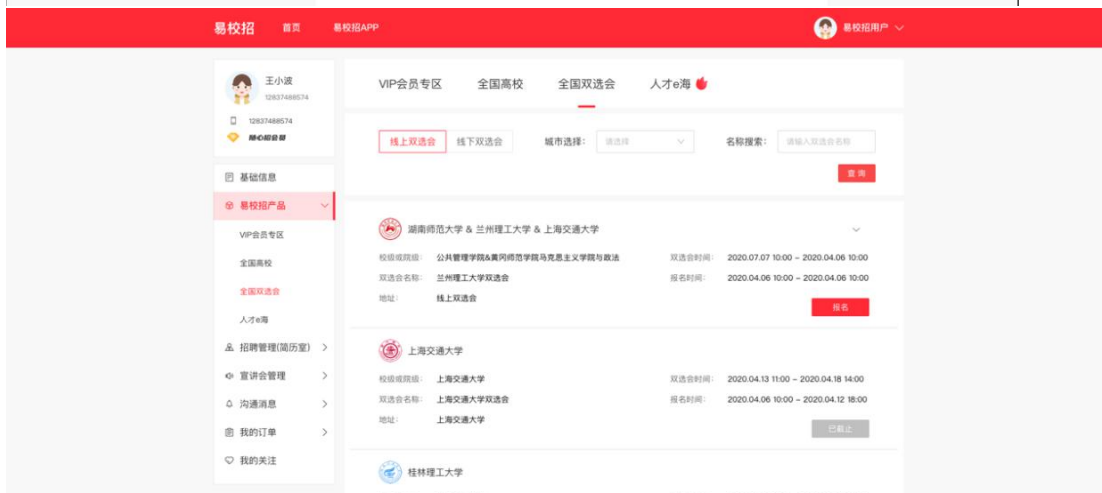 易校招 首页 易校招APP 易校招用户
王小波
12837488574
12837488574
随心招会员
基础信息
易校招产品
VIP会员专区
全国高校
全国双选会
人才e海
招聘管理(简历室)
宣讲会管理
沟通消息
我的订单
我的关注
VIP会员专区 全国高校 全国双选会 人才e海
线上双选会 线下双选会 城市选择: 请选择 名称搜索: 请输入双选会名称
查 询
湖南师范大学 & 兰州理工大学 & 上海交通大学
校级或院级: 公共管理学院&黄冈师范学院马克思主义学院与政法 双选会时间: 2020.07.07 10:00 ~ 2020.04.06 10:00
双选会名称: 兰州理工大学双选会 报名时间: 2020.04.06 10:00 ~ 2020.04.06 10:00
地址: 线上双选会
报名
上海交通大学
校级或院级: 上海交通大学 双选会时间: 2020.04.13 11:00 ~ 2020.04.18 14:00
双选会名称: 上海交通大学双选会 报名时间: 2020.04.06 10:00 ~ 2020.04.12 18:00
地址: 上海交通大学
已截止
桂林理工大学